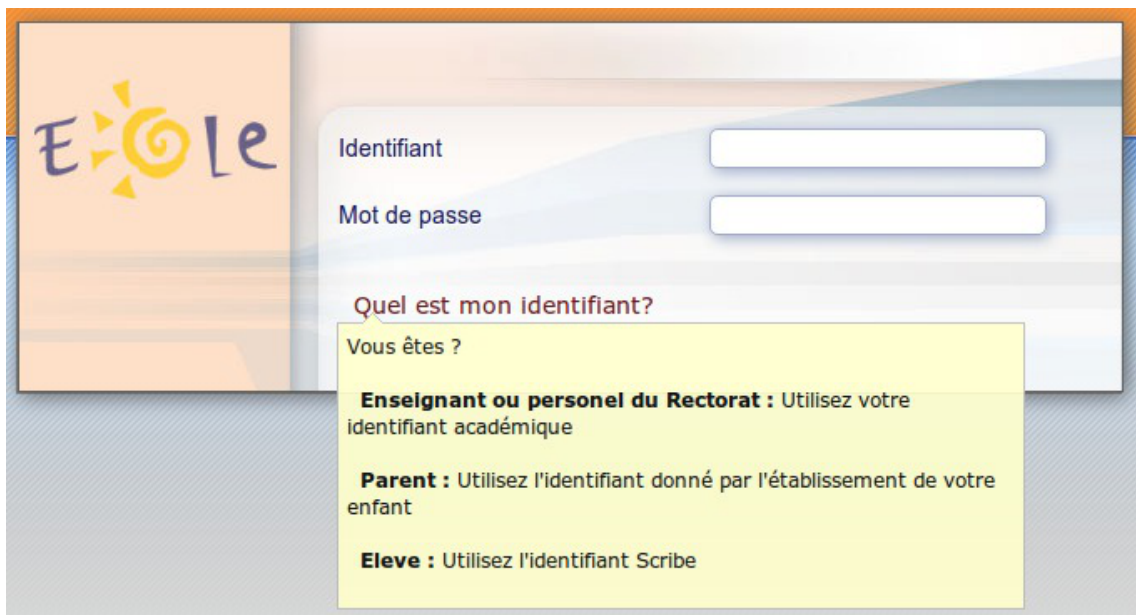 EOLE
Identifiant
Mot de passe
Quel est mon identifiant?
Vous êtes ?
Enseignant ou personel du Rectorat : Utilisez votre
identifiant académique
Parent : Utilisez l'identifiant donné par l'établissement de votre
enfant
Eleve : Utilisez l'identifiant Scribe